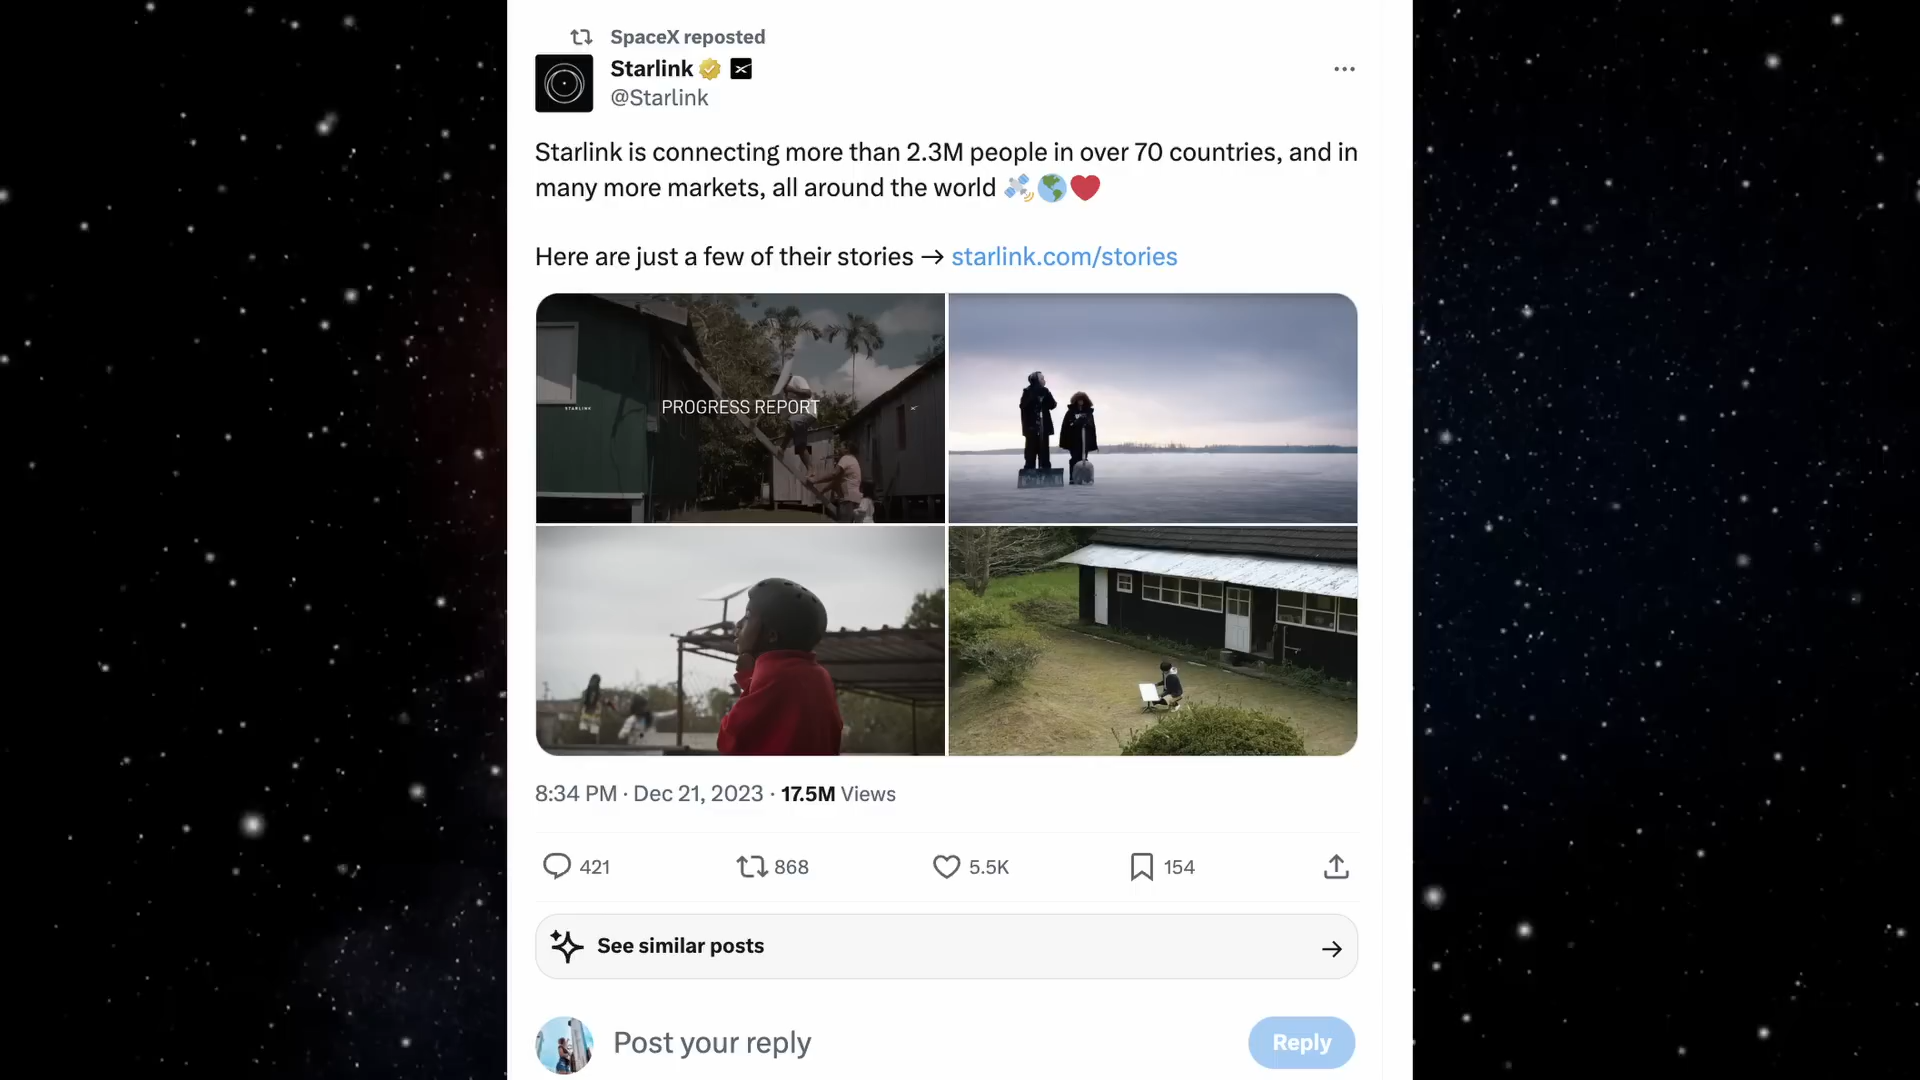 SpaceX reposted
Starlink
@Starlink
Starlink is connecting more than 2.3M people in over 70 countries, and in
many more markets, all around the world 🛰️🌎❤️
Here are just a few of their stories → starlink.com/stories
STARLINK
PROGRESS REPORT
8:34 PM · Dec 21, 2023 · 17.5M Views
421
868
5.5K
154
See similar posts
Post your reply
Reply